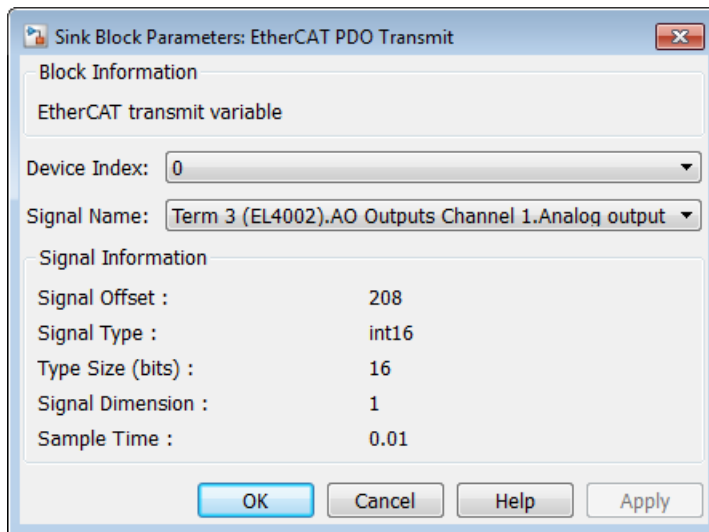 Sink Block Parameters: EtherCAT PDO Transmit
Block Information
EtherCAT transmit variable
Device Index: 0
Signal Name: Term 3 (EL4002).AO Outputs Channel 1.Analog output
Signal Information
Signal Offset : 208
Signal Type : int16
Type Size (bits) : 16
Signal Dimension : 1
Sample Time : 0.01
OK Cancel Help Apply